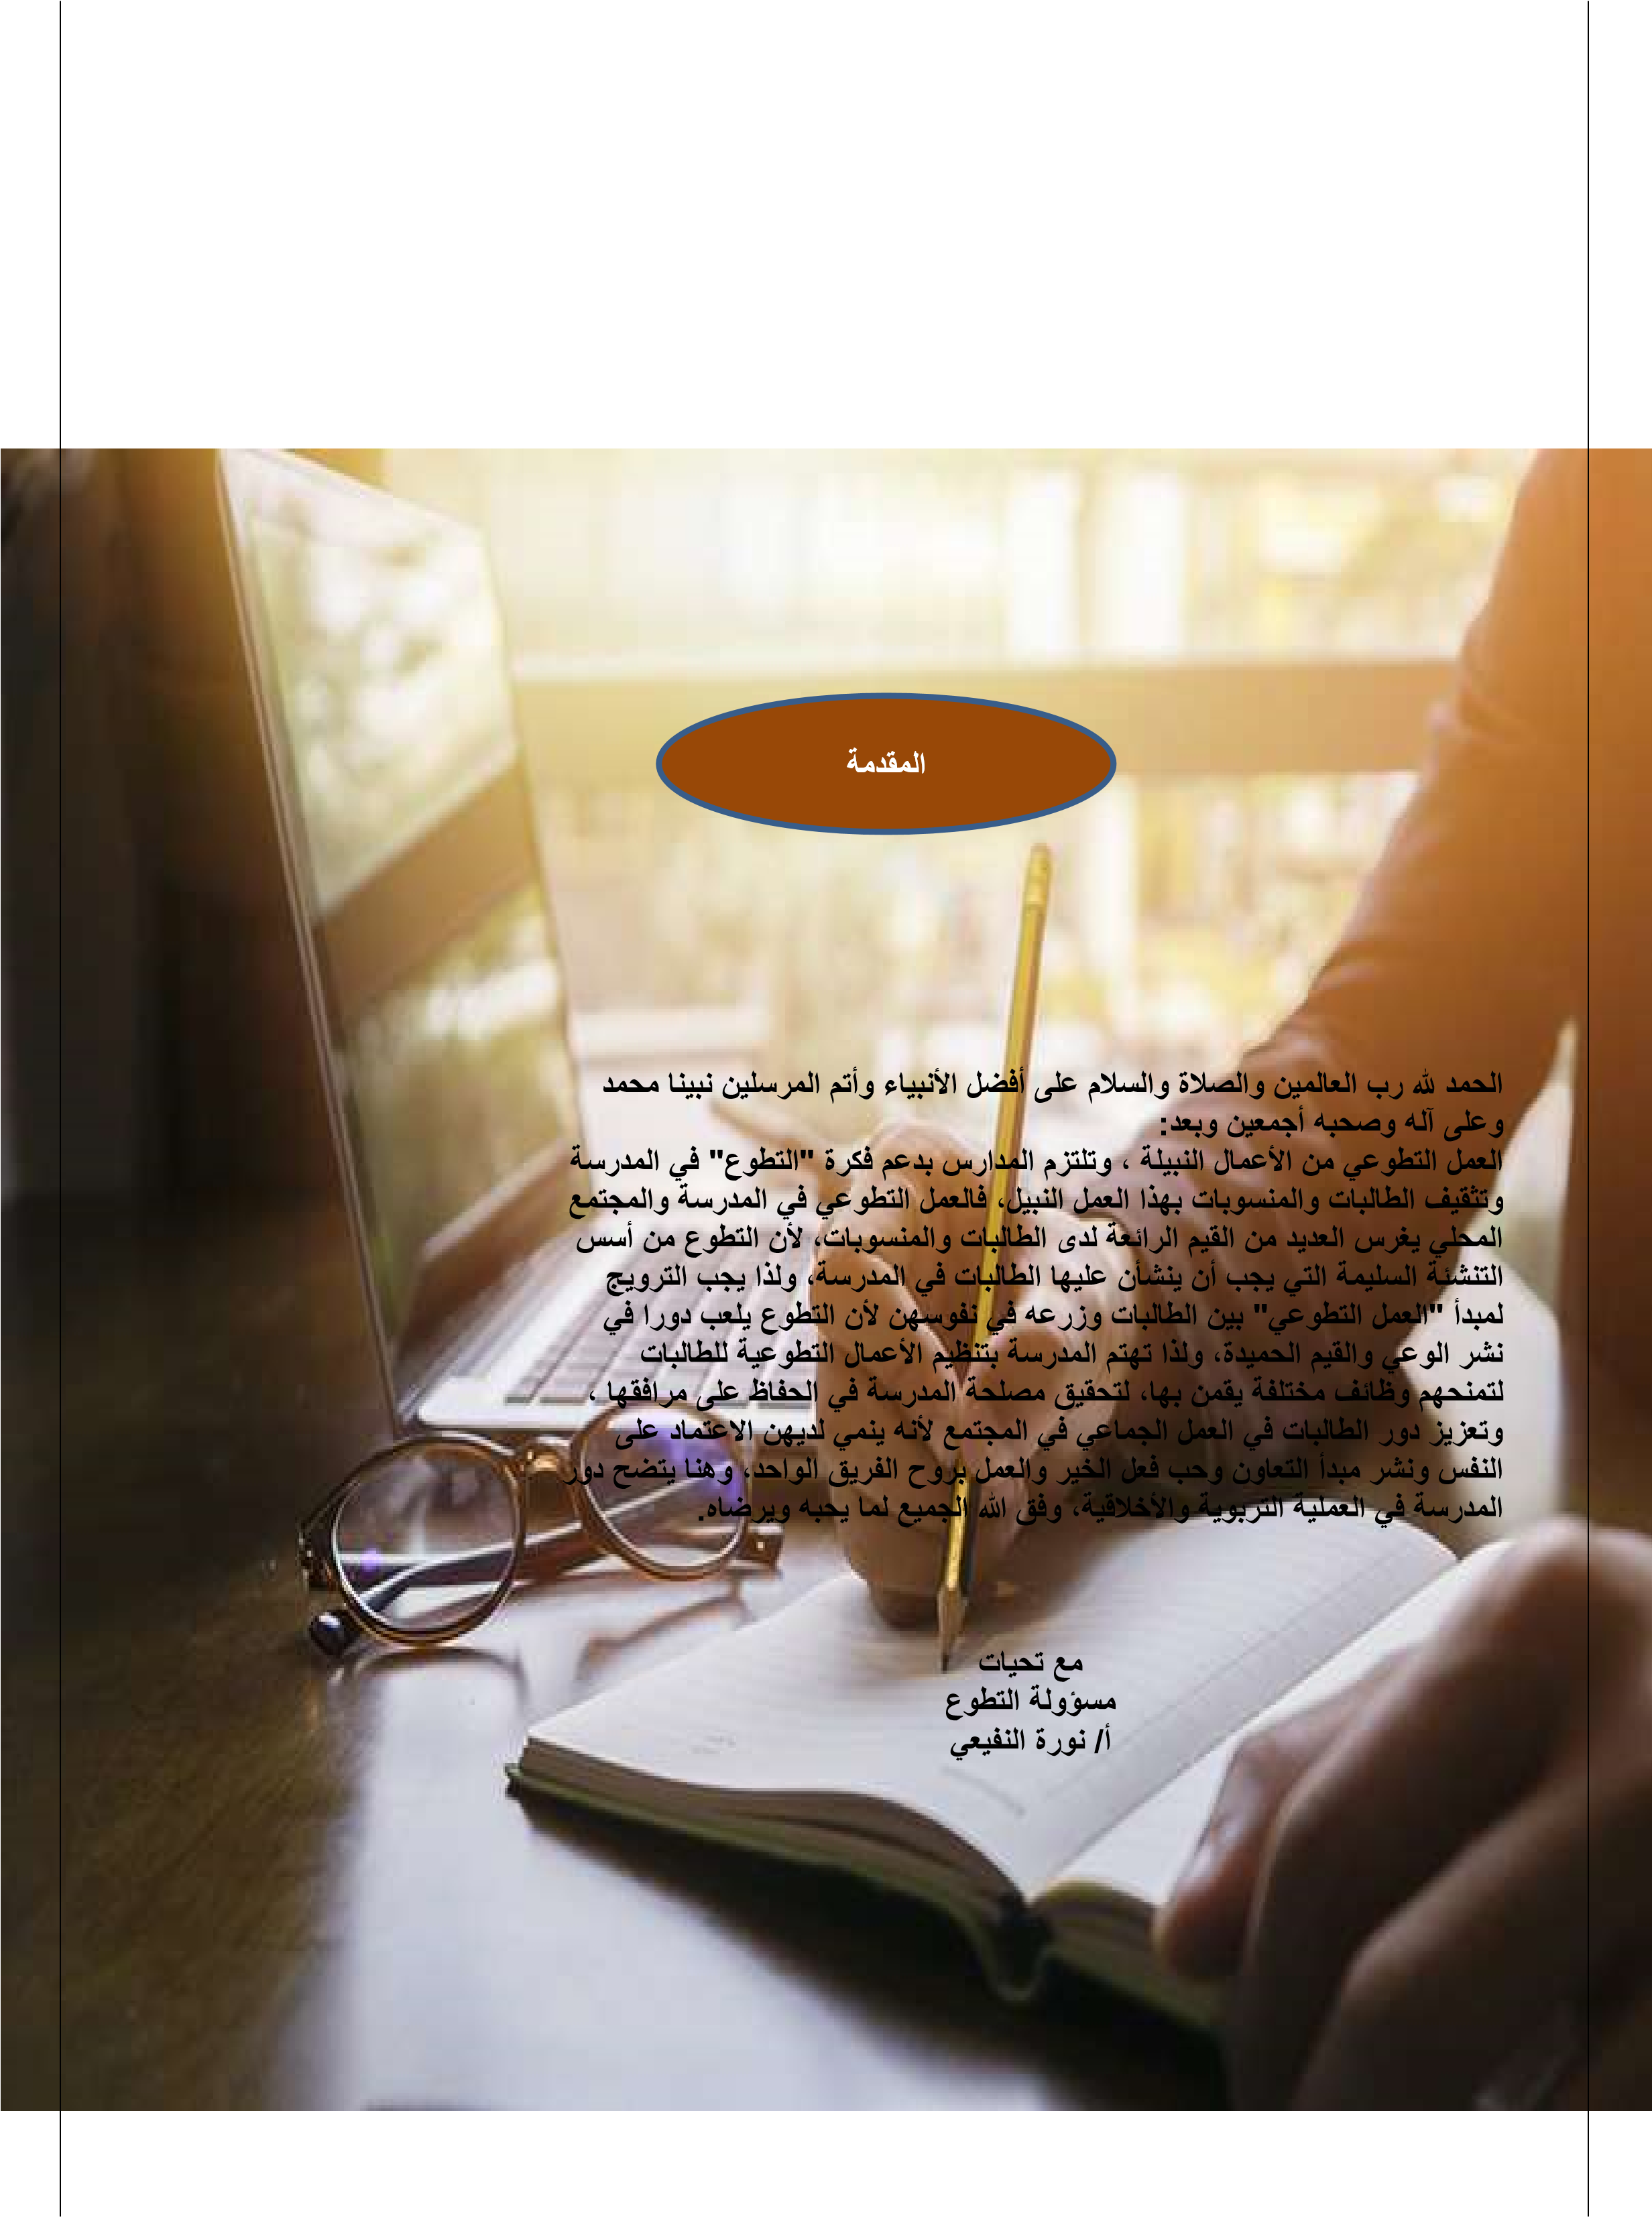 المقدمة
الحمد لله رب العالمين والصلاة والسلام على أفضل الأنبياء وأتم المرسلين نبينا محمد
وعلى آله وصحبه أجمعين وبعد:
العمل التطوعي من الأعمال النبيلة ، وتلتزم المدارس بدعم فكرة "التطوع" في المدرسة
وتثقيف الطالبات والمنسوبات بهذا العمل النبيل، فالعمل التطوعي في المدرسة والمجتمع
المحلي يغرس العديد من القيم الرائعة لدى الطالبات والمنسوبات، لأن التطوع من أسس
التنشئة السليمة التي يجب أن ينشأن عليها الطالبات في المدرسة، ولذا يجب الترويج
لمبدأ "العمل التطوعي" بين الطالبات وزرعه في نفوسهن لأن التطوع يلعب دورا في
نشر الوعي والقيم الحميدة، ولذا تهتم المدرسة بتنظيم الأعمال التطوعية للطالبات
لتمنحهم وظائف مختلفة يقمن بها، لتحقيق مصلحة المدرسة في الحفاظ على مرافقها ،
وتعزيز دور الطالبات في العمل الجماعي في المجتمع لأنه ينمي لديهن الاعتماد على
النفس ونشر مبدأ التعاون وحب فعل الخير والعمل بروح الفريق الواحد، وهنا يتضح دور
المدرسة في العملية التربوية والأخلاقية، وفق الله الجميع لما يحبه ويرضاه.
مع تحيات
مسؤولة التطوع
أ/ نورة النفيعي